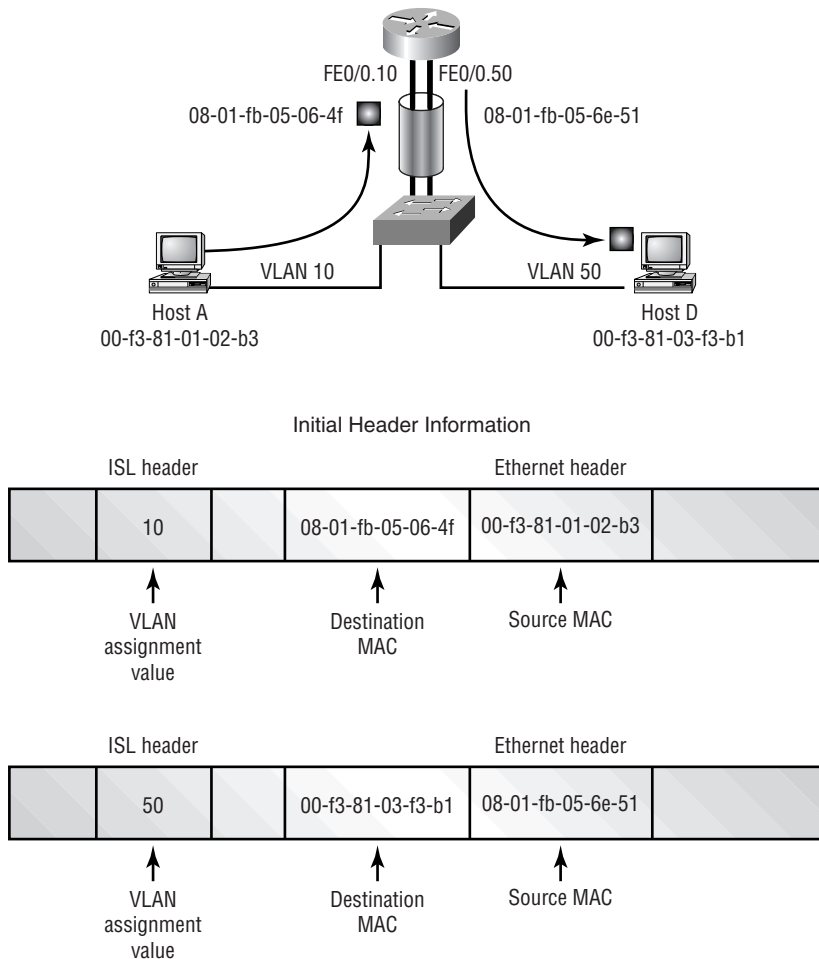 FE0/0.10 FE0/0.50
08-01-fb-05-06-4f 08-01-fb-05-6e-51
VLAN 10 VLAN 50
Host A Host D
00-f3-81-01-02-b3 00-f3-81-03-f3-b1
Initial Header Information
ISL header Ethernet header
10 08-01-fb-05-06-4f 00-f3-81-01-02-b3
VLAN
assignment
value
Destination
MAC
Source MAC
ISL header Ethernet header
50 00-f3-81-03-f3-b1 08-01-fb-05-6e-51
VLAN
assignment
value
Destination
MAC
Source MAC